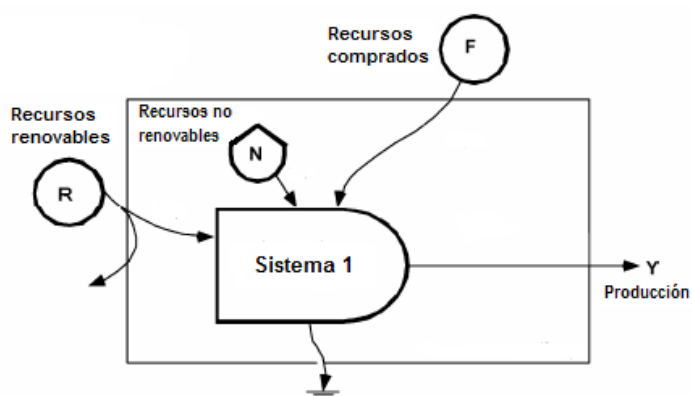 Recursos
comprados
F
Recursos
renovables
Recursos no
renovables
N
R
Sistema 1
Y
Producción